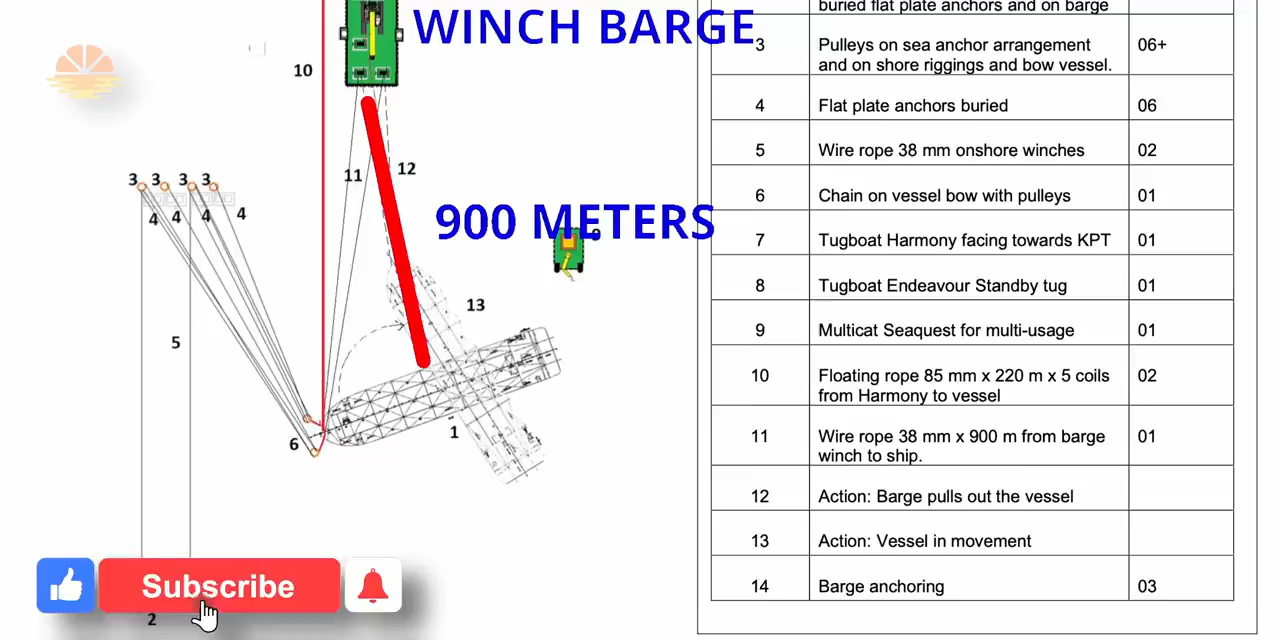 WINCH BARGE
10
11
12
900 METERS
3 3 3 3
4 4 4 4
9
13
5
6
1
2
Subscribe
buried flat plate anchors and on barge
3 Pulleys on sea anchor arrangement 06+
and on shore riggings and bow vessel.
4 Flat plate anchors buried 06
5 Wire rope 38 mm onshore winches 02
6 Chain on vessel bow with pulleys 01
7 Tugboat Harmony facing towards KPT 01
8 Tugboat Endeavour Standby tug 01
9 Multicat Seaquest for multi-usage 01
10 Floating rope 85 mm x 220 m x 5 coils 02
from Harmony to vessel
11 Wire rope 38 mm x 900 m from barge 01
winch to ship.
12 Action: Barge pulls out the vessel
13 Action: Vessel in movement
14 Barge anchoring 03